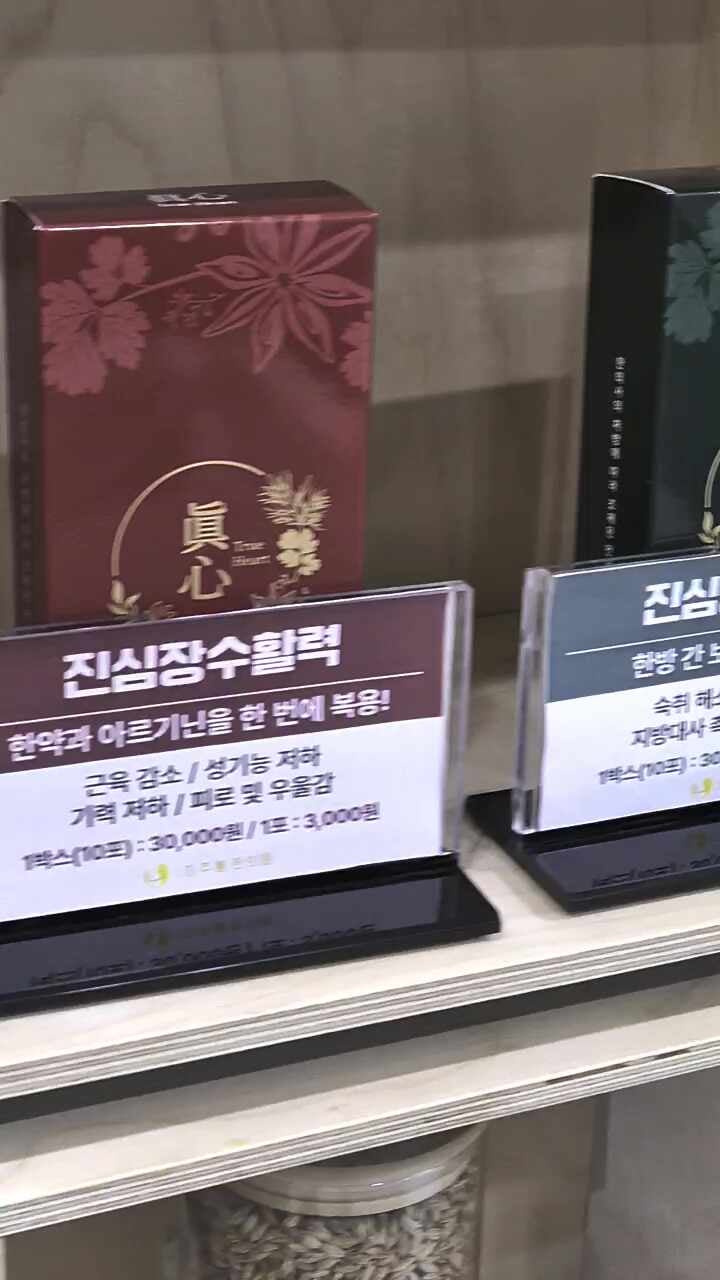 眞心
眞心
True
Heart
진심장수활력
한약과 아르기닌을 한 번에 복용!
근육 감소 / 성기능 저하
기력 저하 / 피로 및 우울감
1박스(10포) : 30,000원 / 1포 : 3,000원
진심
한방 간
숙취 해
지방대사
1박스(10포) : 30